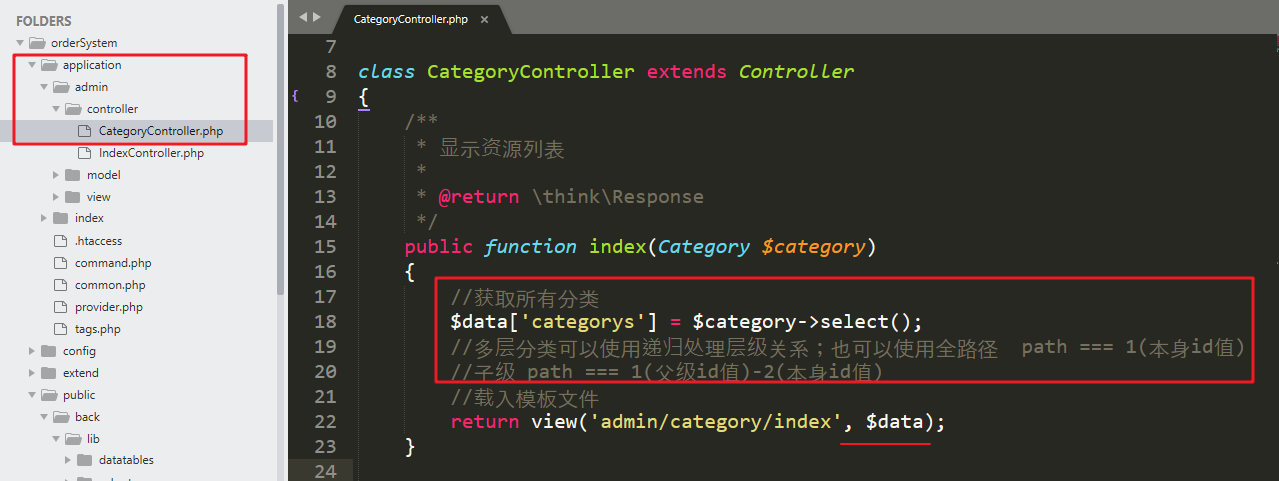 FOLDERS
orderSystem
application
admin
controller
CategoryController.php
IndexController.php
model
view
index
.htaccess
command.php
common.php
provider.php
tags.php
config
extend
public
back
lib
datatables
CategoryController.php ×
7
8 class CategoryController extends Controller
{ 9 {
10 /**
11 * 显示资源列表
12 *
13 * @return \think\Response
14 */
15 public function index(Category $category)
16 {
17 //获取所有分类
18 $data['categorys'] = $category->select();
19 //多层分类可以使用递归处理层级关系；也可以使用全路径 path === 1(本身id值)
20 //子级 path === 1(父级id值)-2(本身id值)
21 //载入模板文件
22 return view('admin/category/index', $data);
23 }
24